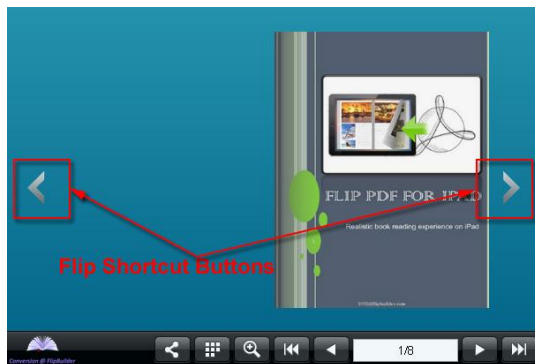 FLIP PDF FOR IPAD
Realistic book reading experience on iPad
Flip Shortcut Buttons
Conversion @ FlipBuilder
1/8